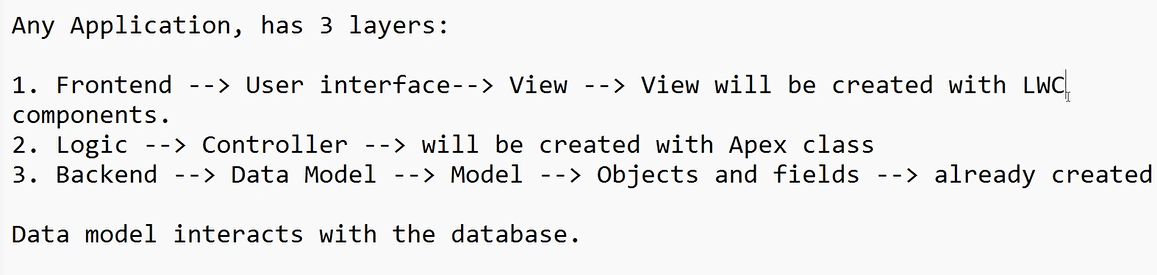 Any Application, has 3 layers:
1. Frontend --> User interface--> View --> View will be created with LWC
components.
2. Logic --> Controller --> will be created with Apex class
3. Backend --> Data Model --> Model --> Objects and fields --> already created
Data model interacts with the database.